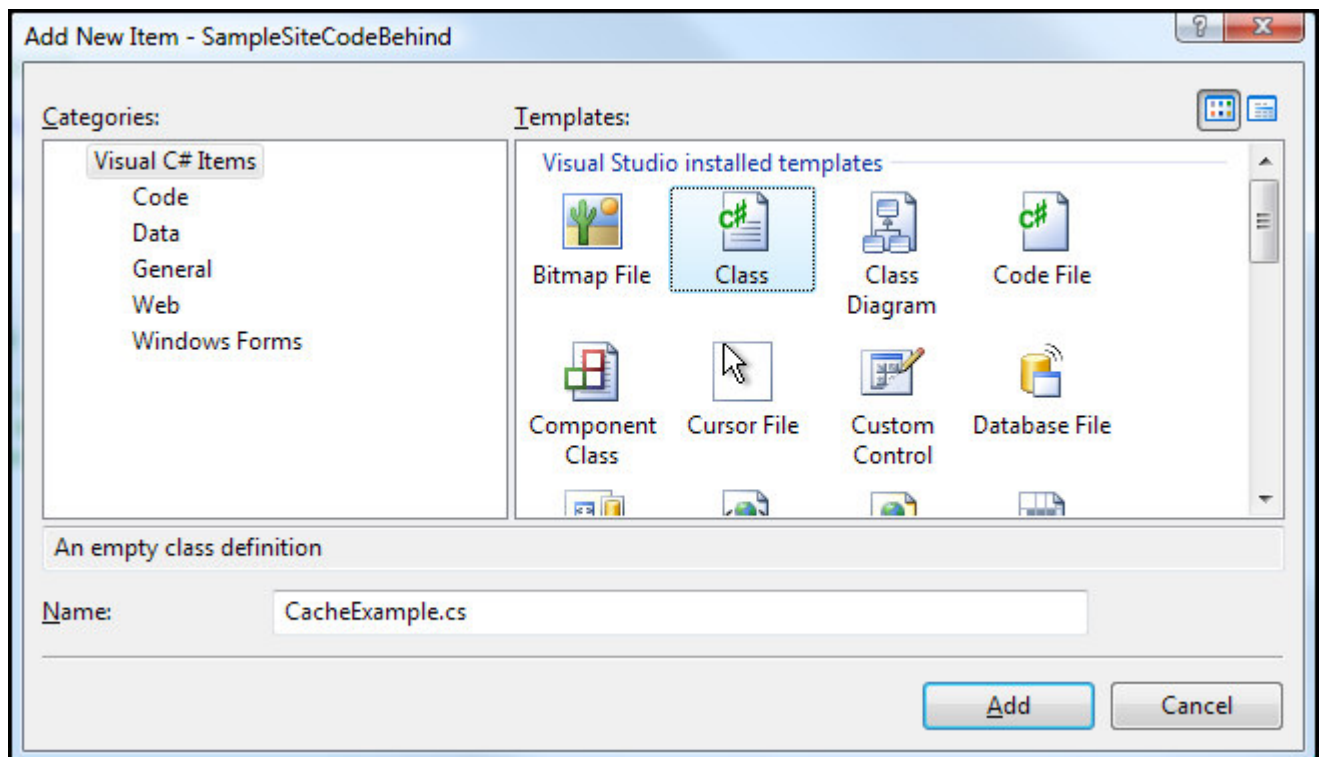 Add New Item - SampleSiteCodeBehind
Categories:
Templates:
Visual C# Items
Code
Data
General
Web
Windows Forms
Visual Studio installed templates
Bitmap File
Class
Class
Diagram
Code File
Component
Class
Cursor File
Custom
Control
Database File
An empty class definition
Name:
CacheExample.cs
Add
Cancel